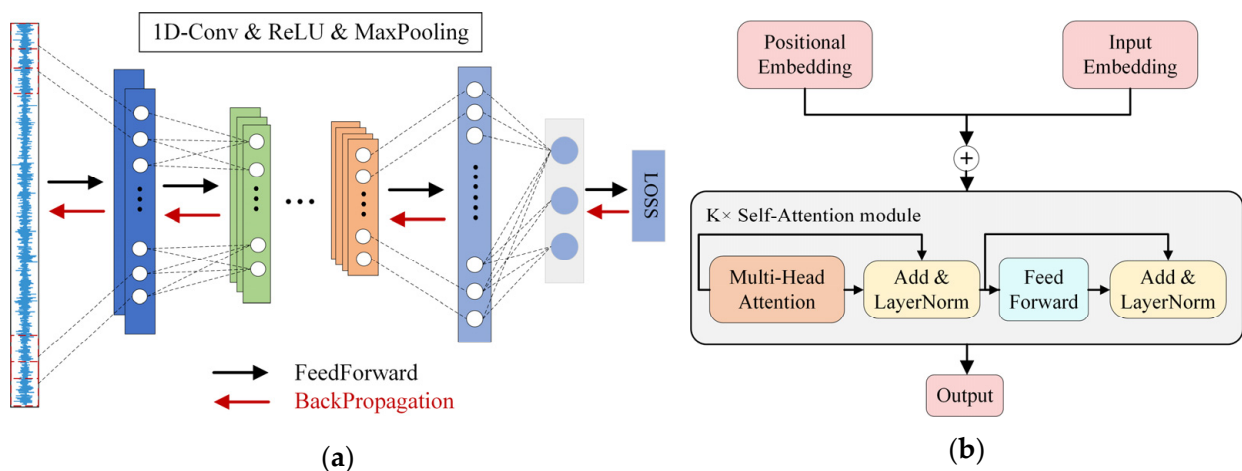 1D-Conv & ReLU & MaxPooling
LOSS
FeedForward
BackPropagation
(a)
Positional
Embedding
Input
Embedding
+
K× Self-Attention module
Multi-Head
Attention
Add &
LayerNorm
Feed
Forward
Add &
LayerNorm
Output
(b)